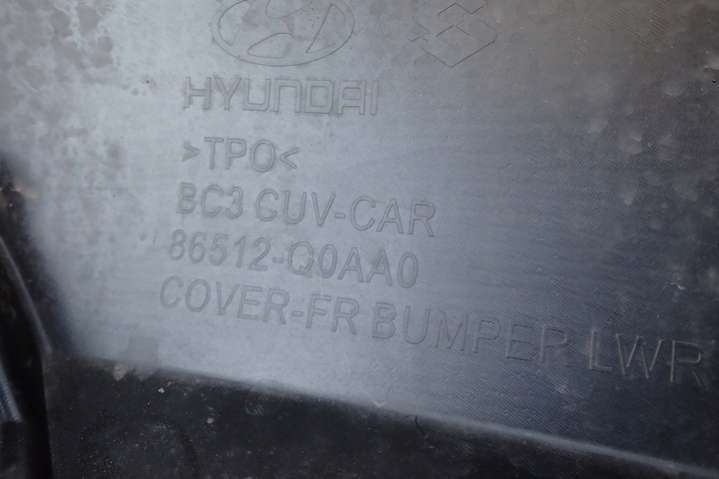 HYUNDAI
>TPO<
BC3 CUV-CAR
86512-Q0AA0
COVER-FR BUMPER LWR